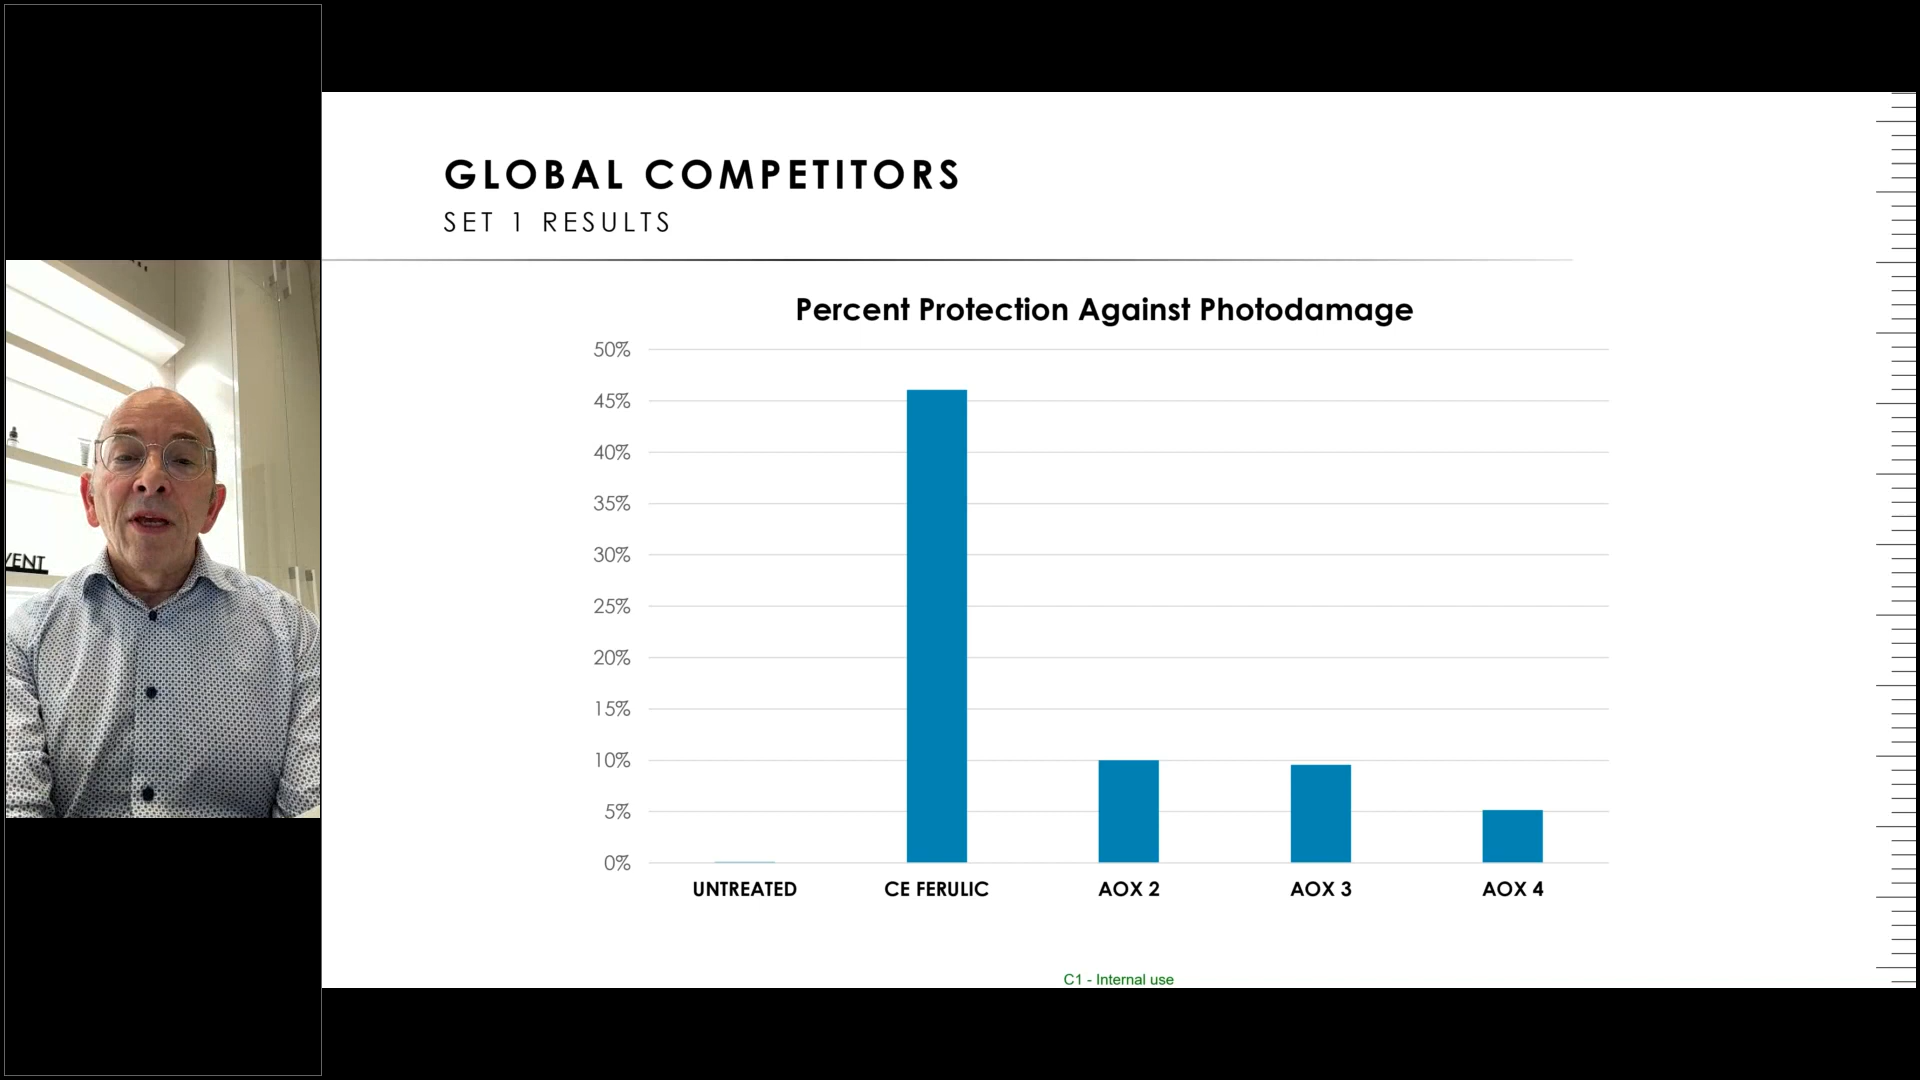 GLOBAL COMPETITORS
SET 1 RESULTS
Percent Protection Against Photodamage
50%
45%
40%
35%
30%
25%
20%
15%
10%
5%
0%
UNTREATED CE FERULIC AOX 2 AOX 3 AOX 4
C1 - Internal use
VENT